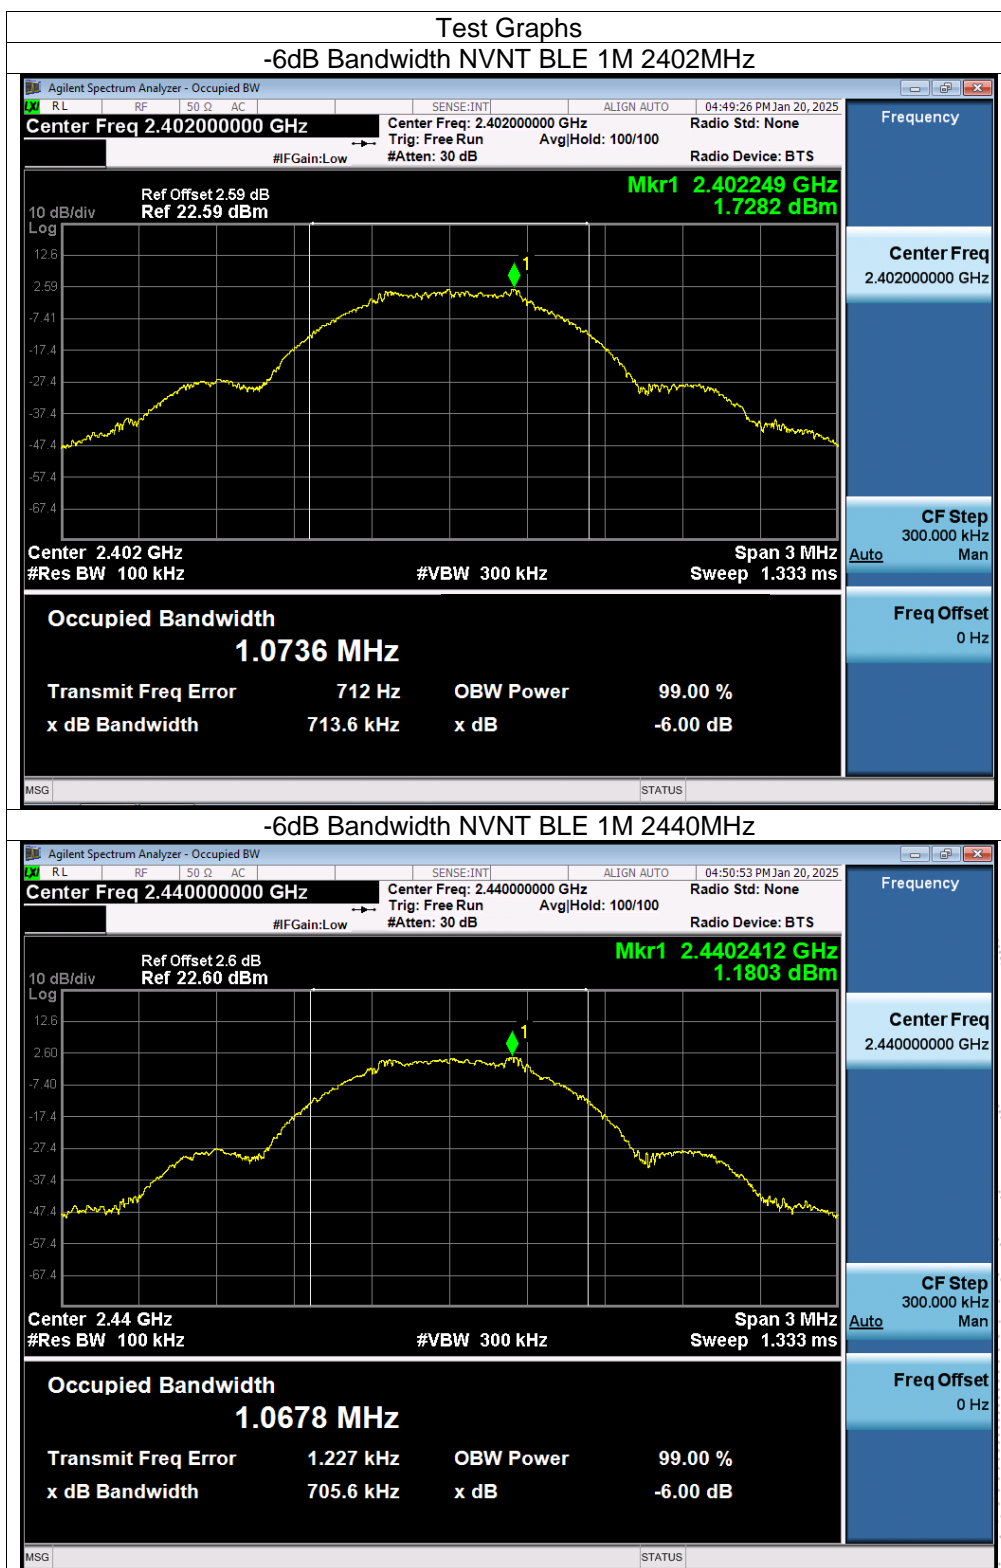 Test Graphs
-6dB Bandwidth NVNT BLE 1M 2402MHz
Agilent Spectrum Analyzer - Occupied BW
LXI RL RF 50 Ω AC SENSE:INT ALIGN AUTO 04:49:26 PM Jan 20, 2025
Center Freq 2.402000000 GHz
Center Freq: 2.402000000 GHz
Radio Std: None
Trig: Free Run Avg|Hold: 100/100
#IFGain:Low #Atten: 30 dB Radio Device: BTS
Frequency
Mkr1 2.402249 GHz
1.7282 dBm
Ref Offset 2.59 dB
10 dB/div Ref 22.59 dBm
Log
1
12.6
2.59
-7.41
-17.4
-27.4
-37.4
-47.4
-57.4
-67.4
Center Freq
2.402000000 GHz
CF Step
300.000 kHz
Auto Man
Center 2.402 GHz Span 3 MHz
#Res BW 100 kHz #VBW 300 kHz Sweep 1.333 ms
Freq Offset
0 Hz
Occupied Bandwidth
1.0736 MHz
Transmit Freq Error 712 Hz OBW Power 99.00 %
x dB Bandwidth 713.6 kHz x dB -6.00 dB
MSG STATUS
-6dB Bandwidth NVNT BLE 1M 2440MHz
Agilent Spectrum Analyzer - Occupied BW
LXI RL RF 50 Ω AC SENSE:INT ALIGN AUTO 04:50:53 PM Jan 20, 2025
Center Freq 2.440000000 GHz
Center Freq: 2.440000000 GHz
Radio Std: None
Trig: Free Run Avg|Hold: 100/100
#IFGain:Low #Atten: 30 dB Radio Device: BTS
Frequency
Mkr1 2.4402412 GHz
1.1803 dBm
Ref Offset 2.6 dB
10 dB/div Ref 22.60 dBm
Log
1
12.6
2.60
-7.40
-17.4
-27.4
-37.4
-47.4
-57.4
-67.4
Center Freq
2.440000000 GHz
CF Step
300.000 kHz
Auto Man
Center 2.44 GHz Span 3 MHz
#Res BW 100 kHz #VBW 300 kHz Sweep 1.333 ms
Freq Offset
0 Hz
Occupied Bandwidth
1.0678 MHz
Transmit Freq Error 1.227 kHz OBW Power 99.00 %
x dB Bandwidth 705.6 kHz x dB -6.00 dB
MSG STATUS